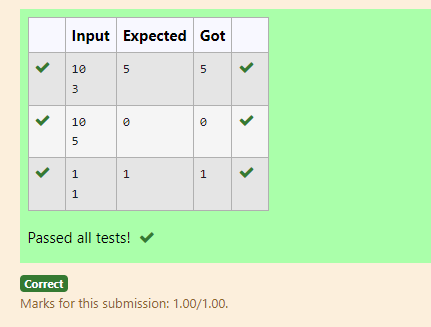 Input Expected Got
10 5 5
3
10 0 0
5
1 1 1
1
Passed all tests!
Correct
Marks for this submission: 1.00/1.00.